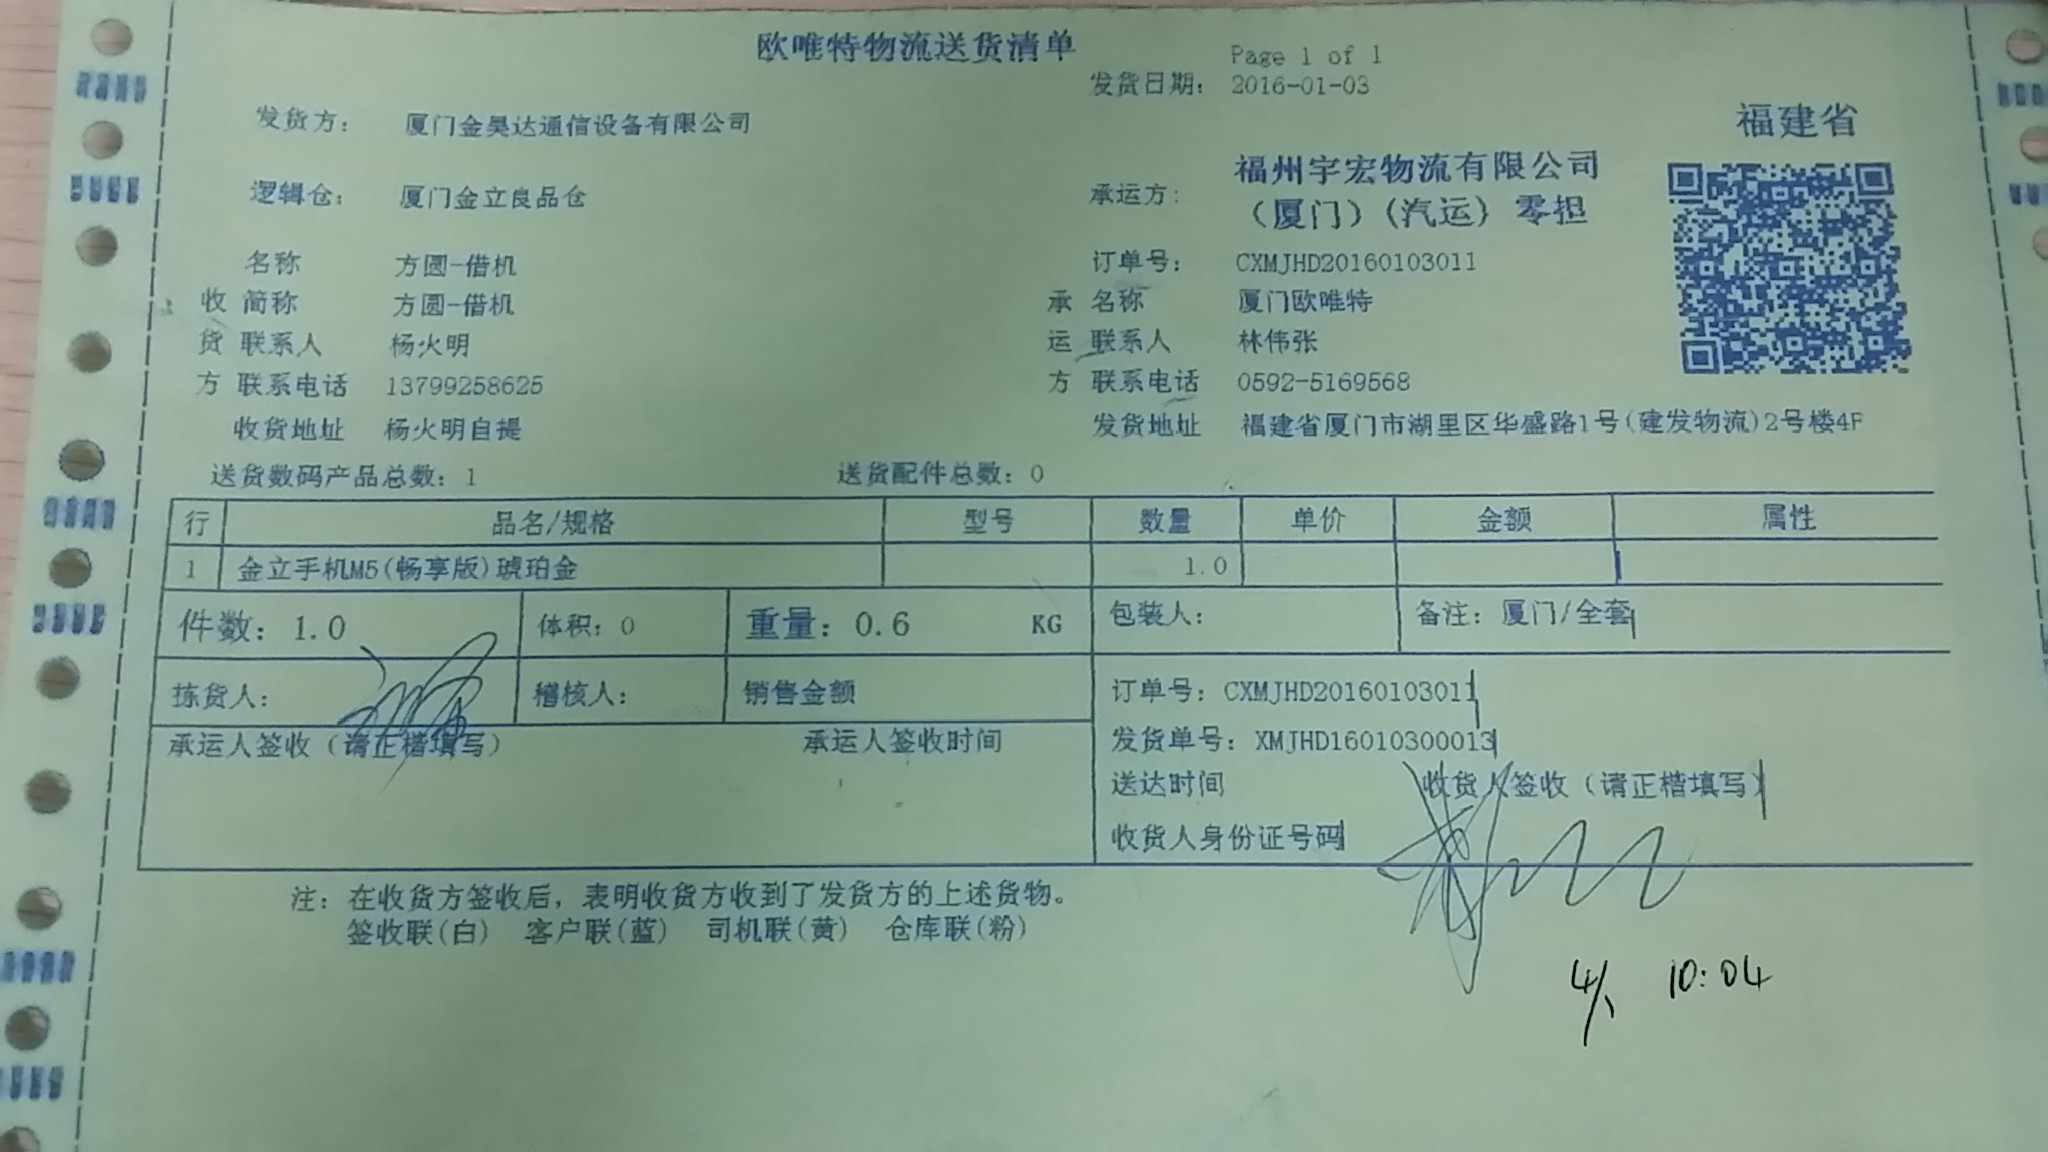 欧唯特物流送货清单
Page 1 of 1
发货日期： 2016-01-03
福建省
发货方： 厦门金昊达通信设备有限公司
逻辑仓： 厦门金立良品仓
承运方： 福州宇宏物流有限公司
（厦门）（汽运） 零担
名称 方圆-借机 订单号： CXMJHD20160103011
收 简称 方圆-借机 承 名称 厦门欧唯特
货 联系人 杨火明 运 联系人 林伟张
方 联系电话 13799258625 方 联系电话 0592-5169568
收货地址 杨火明自提 发货地址 福建省厦门市湖里区华盛路1号(建发物流)2号楼4F
送货数码产品总数：1 送货配件总数：0
行 品名/规格 型号 数量 单价 金额 属性
1 金立手机M5(畅享版)琥珀金 1.0
件数：1.0 体积：0 重量：0.6 KG 包装人： 备注：厦门/全套
拣货人： 稽核人： 销售金额 订单号：CXMJHD20160103011
承运人签收（请正楷填写） 承运人签收时间 发货单号：XMJHD16010300013
送达时间 收货人签收（请正楷填写）
收货人身份证号码
注：在收货方签收后，表明收货方收到了发货方的上述货物。
签收联(白) 客户联(蓝) 司机联(黄) 仓库联(粉)
4/1 10:04